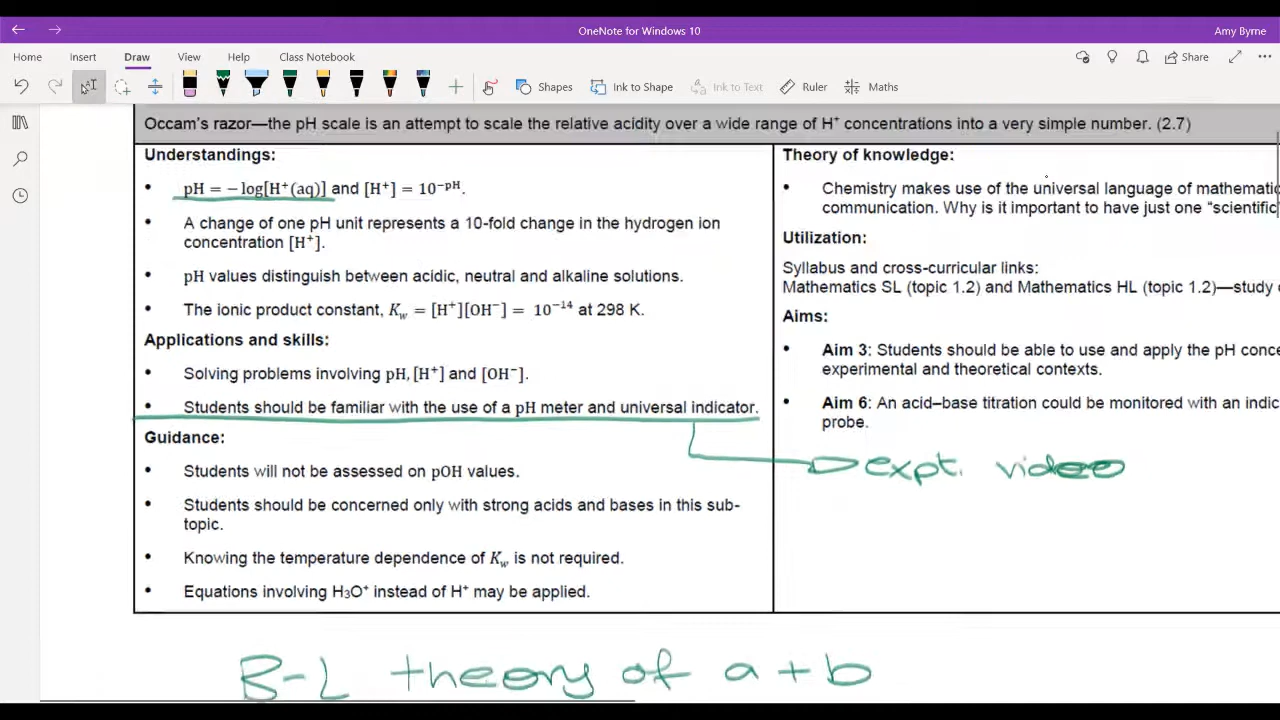 OneNote for Windows 10
Amy Byrne
Home Insert Draw View Help Class Notebook
Share
Shapes Ink to Shape Ink to Text Ruler Maths
Occam's razor—the pH scale is an attempt to scale the relative acidity over a wide range of H⁺ concentrations into a very simple number. (2.7)
Understandings:
• pH = −log[H⁺(aq)] and [H⁺] = 10⁻ᵖᴴ.
• A change of one pH unit represents a 10-fold change in the hydrogen ion
concentration [H⁺].
• pH values distinguish between acidic, neutral and alkaline solutions.
• The ionic product constant, Kw = [H⁺][OH⁻] = 10⁻¹⁴ at 298 K.
Applications and skills:
• Solving problems involving pH, [H⁺] and [OH⁻].
• Students should be familiar with the use of a pH meter and universal indicator.
Guidance:
• Students will not be assessed on pOH values.
• Students should be concerned only with strong acids and bases in this sub-
topic.
• Knowing the temperature dependence of Kw is not required.
• Equations involving H₃O⁺ instead of H⁺ may be applied.
Theory of knowledge:
• Chemistry makes use of the universal language of mathematic
communication. Why is it important to have just one "scientific"
Utilization:
Syllabus and cross-curricular links:
Mathematics SL (topic 1.2) and Mathematics HL (topic 1.2)—study o
Aims:
• Aim 3: Students should be able to use and apply the pH conce
experimental and theoretical contexts.
• Aim 6: An acid–base titration could be monitored with an indic
probe.
expt. video
B-L theory of a + b